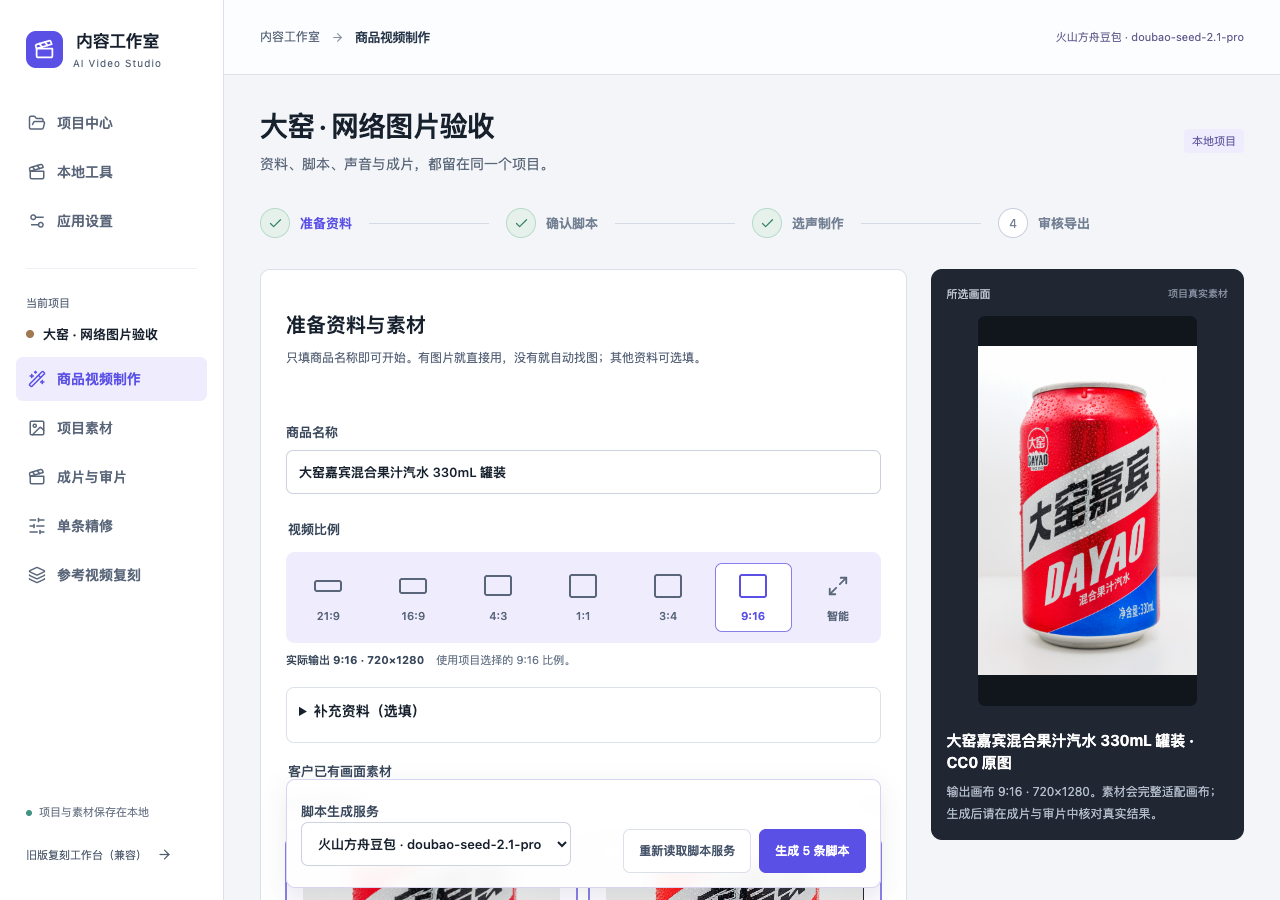 内容工作室
AI Video Studio
项目中心
本地工具
应用设置
当前项目
大窑 · 网络图片验收
商品视频制作
项目素材
成片与审片
单条精修
参考视频复刻
项目与素材保存在本地
旧版复刻工作台（兼容） →
内容工作室 → 商品视频制作
火山方舟豆包 · doubao-seed-2.1-pro
大窑 · 网络图片验收
资料、脚本、声音与成片，都留在同一个项目。
本地项目
准备资料
确认脚本
选声制作
4 审核导出
准备资料与素材
只填商品名称即可开始。有图片就直接用，没有就自动找图；其他资料可选填。
商品名称
大窑嘉宾混合果汁汽水 330mL 罐装
视频比例
21:9
16:9
4:3
1:1
3:4
9:16
智能
实际输出 9:16 · 720×1280 使用项目选择的 9:16 比例。
补充资料（选填）
客户已有画面素材
脚本生成服务
火山方舟豆包 · doubao-seed-2.1-pro
重新读取脚本服务
生成 5 条脚本
所选画面
项目真实素材
大窑
DAYAO
大窑嘉宾
DAYAO
混合果汁汽水
净含量:330mL
大窑嘉宾混合果汁汽水 330mL 罐装 ·
CC0 原图
输出画布 9:16 · 720×1280。素材会完整适配画布；
生成后请在成片与审片中核对真实结果。